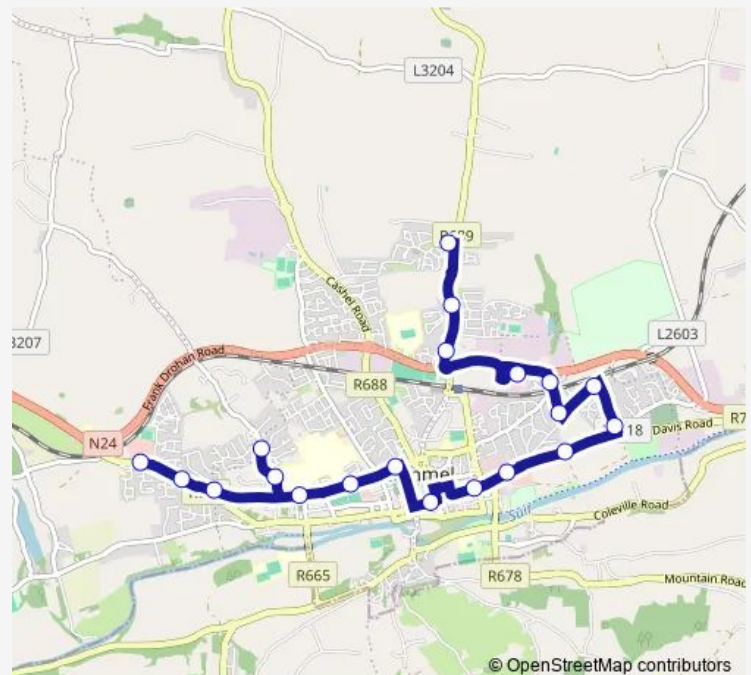 L3204
R689
Cashel Road
L2603
3207
Frank Drohan Road
R688
N24
18
Davis Road
R7
nmel
Suir
Coleville Road
R665
R678
Mountain Road
© OpenStreetMap contributors